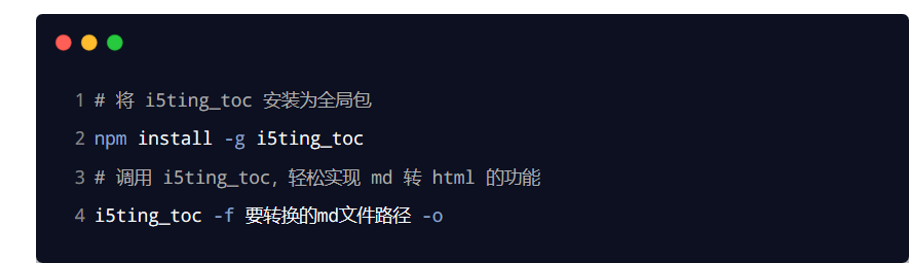 1 # 将 i5ting_toc 安装为全局包
2 npm install -g i5ting_toc
3 # 调用 i5ting_toc，轻松实现 md 转 html 的功能
4 i5ting_toc -f 要转换的md文件路径 -o